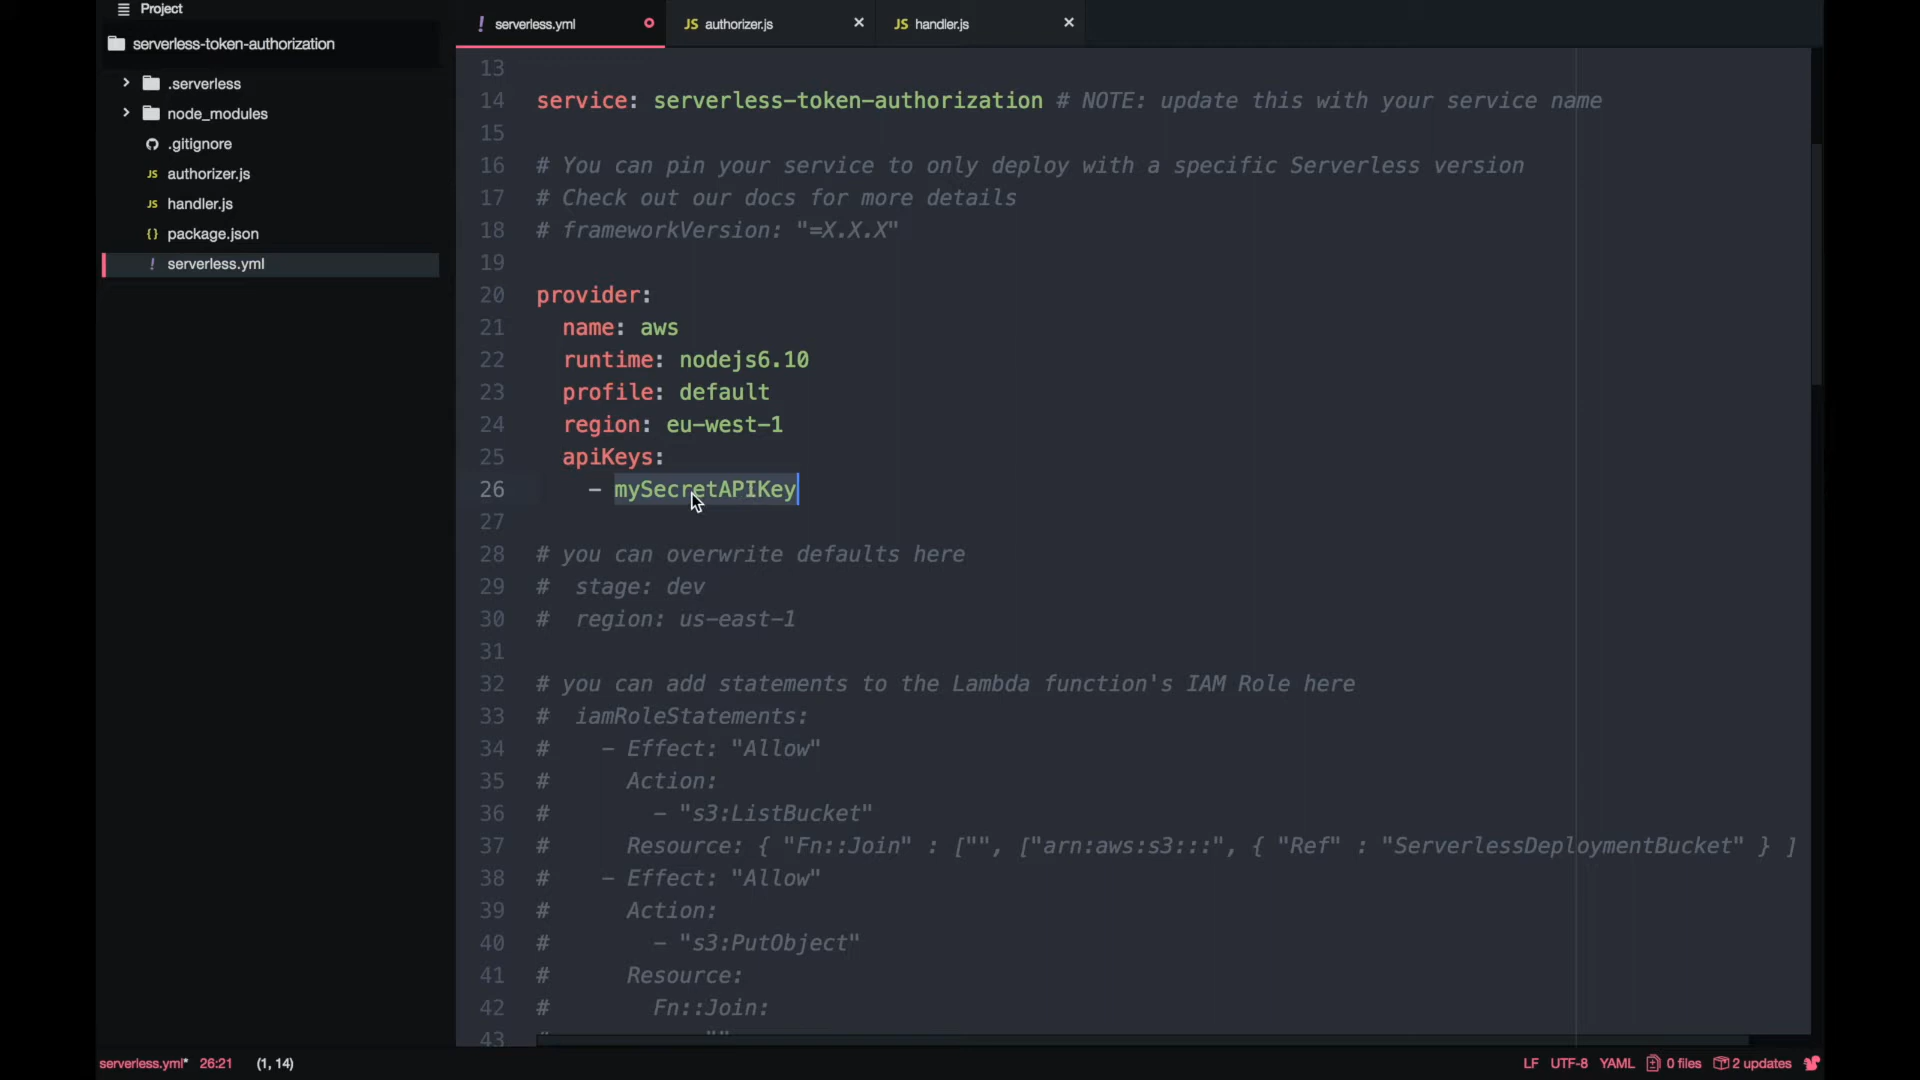 Project
serverless-token-authorization
.serverless
node_modules
.gitignore
JS authorizer.js
JS handler.js
{} package.json
! serverless.yml
! serverless.yml
JS authorizer.js ×
JS handler.js ×
13
14 service: serverless-token-authorization # NOTE: update this with your service name
15
16 # You can pin your service to only deploy with a specific Serverless version
17 # Check out our docs for more details
18 # frameworkVersion: "=X.X.X"
19
20 provider:
21 name: aws
22 runtime: nodejs6.10
23 profile: default
24 region: eu-west-1
25 apiKeys:
26 - mySecretAPIKey
27
28 # you can overwrite defaults here
29 # stage: dev
30 # region: us-east-1
31
32 # you can add statements to the Lambda function's IAM Role here
33 # iamRoleStatements:
34 # - Effect: "Allow"
35 # Action:
36 # - "s3:ListBucket"
37 # Resource: { "Fn::Join" : ["", ["arn:aws:s3:::", { "Ref" : "ServerlessDeploymentBucket" } ]
38 # - Effect: "Allow"
39 # Action:
40 # - "s3:PutObject"
41 # Resource:
42 # Fn::Join:
43 # - ""
serverless.yml* 26:21 (1, 14)
LF UTF-8 YAML 0 files 2 updates